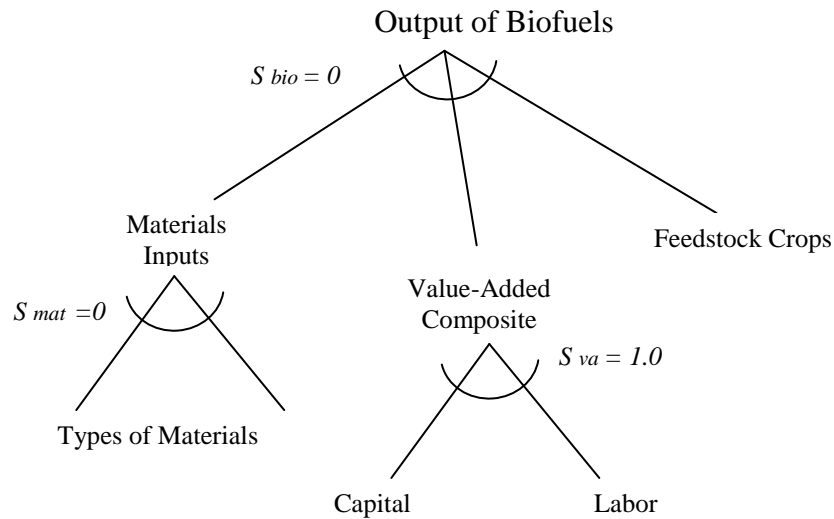 Output of Biofuels
S bio = 0
Materials
Inputs
Feedstock Crops
S mat =0
Value-Added
Composite
S va = 1.0
Types of Materials
Capital
Labor